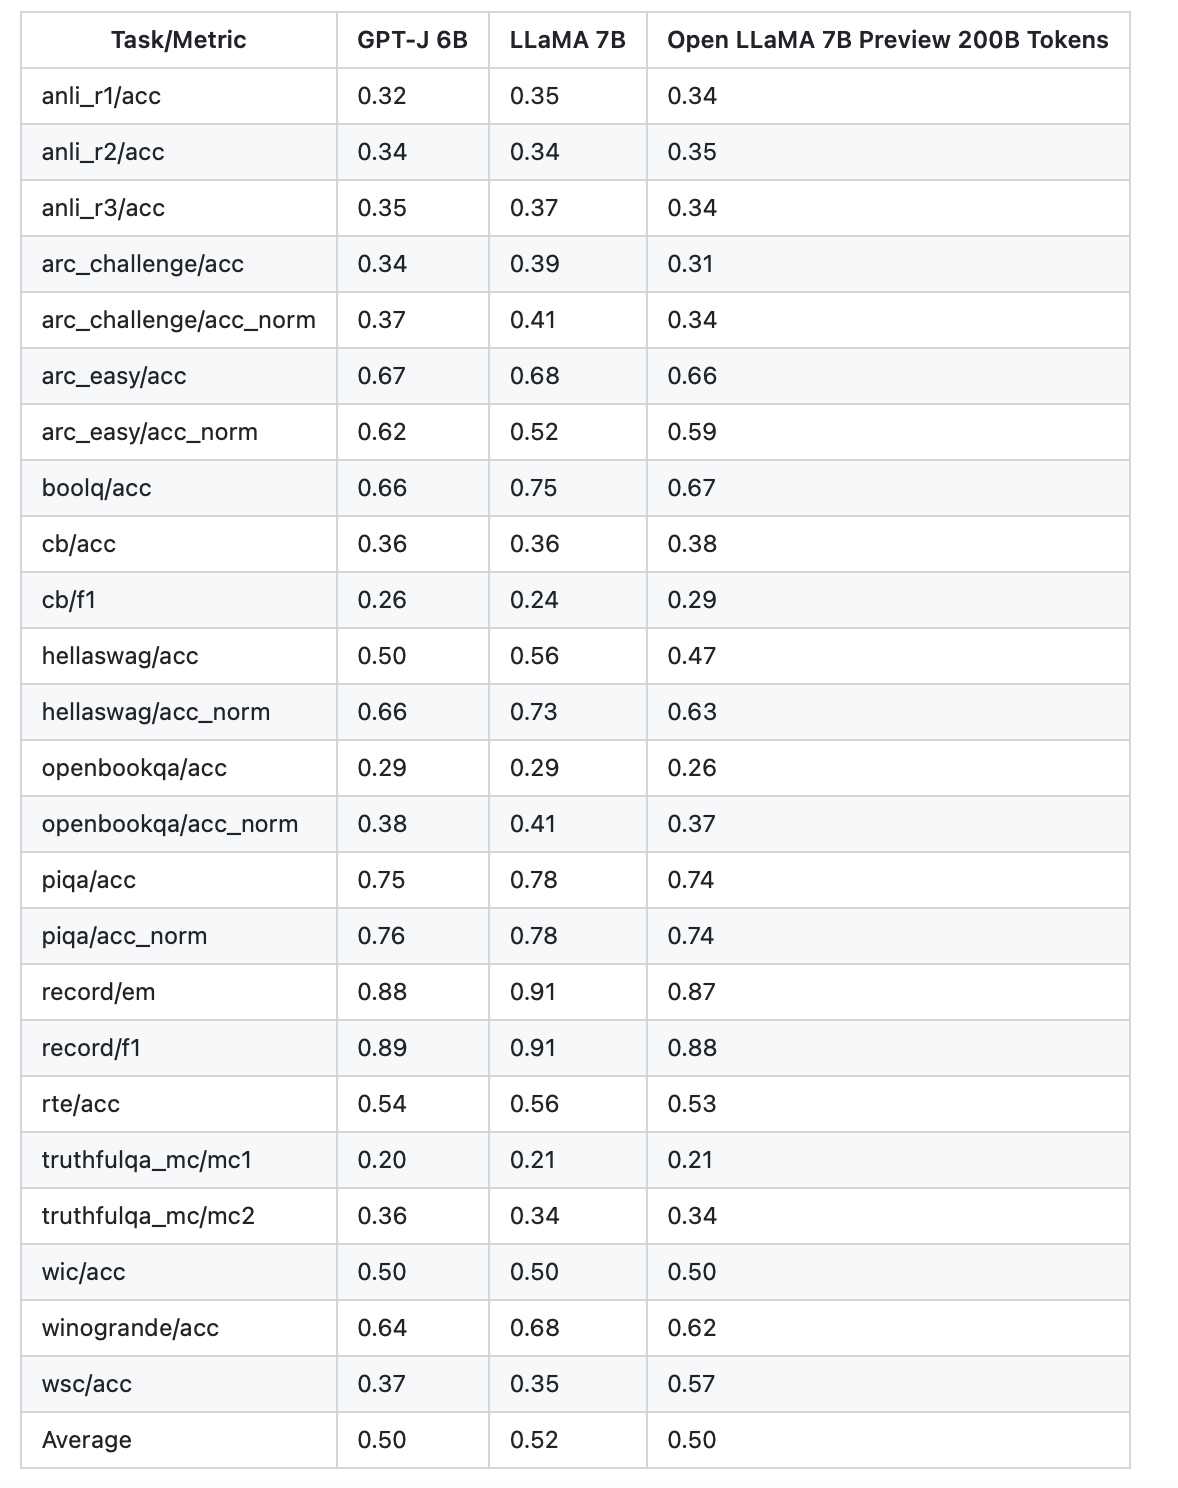 Task/Metric GPT-J 6B LLaMA 7B Open LLaMA 7B Preview 200B Tokens
anli_r1/acc 0.32 0.35 0.34
anli_r2/acc 0.34 0.34 0.35
anli_r3/acc 0.35 0.37 0.34
arc_challenge/acc 0.34 0.39 0.31
arc_challenge/acc_norm 0.37 0.41 0.34
arc_easy/acc 0.67 0.68 0.66
arc_easy/acc_norm 0.62 0.52 0.59
boolq/acc 0.66 0.75 0.67
cb/acc 0.36 0.36 0.38
cb/f1 0.26 0.24 0.29
hellaswag/acc 0.50 0.56 0.47
hellaswag/acc_norm 0.66 0.73 0.63
openbookqa/acc 0.29 0.29 0.26
openbookqa/acc_norm 0.38 0.41 0.37
piqa/acc 0.75 0.78 0.74
piqa/acc_norm 0.76 0.78 0.74
record/em 0.88 0.91 0.87
record/f1 0.89 0.91 0.88
rte/acc 0.54 0.56 0.53
truthfulqa_mc/mc1 0.20 0.21 0.21
truthfulqa_mc/mc2 0.36 0.34 0.34
wic/acc 0.50 0.50 0.50
winogrande/acc 0.64 0.68 0.62
wsc/acc 0.37 0.35 0.57
Average 0.50 0.52 0.50